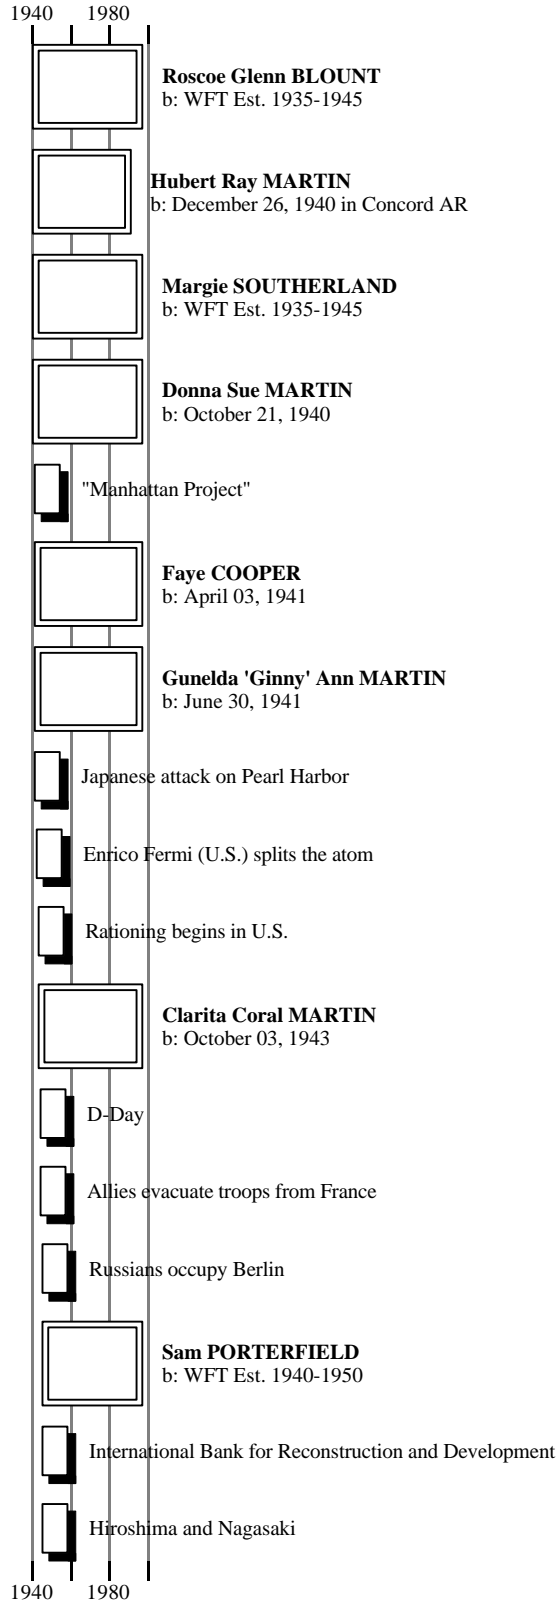 1940 1980
Roscoe Glenn BLOUNT
b: WFT Est. 1935-1945
Hubert Ray MARTIN
b: December 26, 1940 in Concord AR
Margie SOUTHERLAND
b: WFT Est. 1935-1945
Donna Sue MARTIN
b: October 21, 1940
"Manhattan Project"
Faye COOPER
b: April 03, 1941
Gunelda 'Ginny' Ann MARTIN
b: June 30, 1941
Japanese attack on Pearl Harbor
Enrico Fermi (U.S.) splits the atom
Rationing begins in U.S.
Clarita Coral MARTIN
b: October 03, 1943
D-Day
Allies evacuate troops from France
Russians occupy Berlin
Sam PORTERFIELD
b: WFT Est. 1940-1950
International Bank for Reconstruction and Development
Hiroshima and Nagasaki
1940 1980